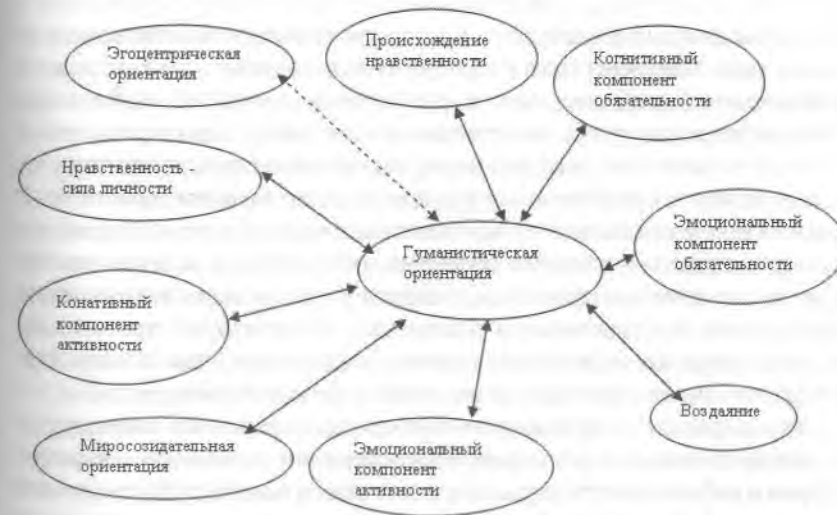 Эгоцентрическая
ориентация
Происхождение
нравственности
Когнитивный
компонент
обязательности
Нравственность -
сила личности
Гуманистическая
ориентация
Эмоциональный
компонент
обязательности
Конативный
компонент
активности
Воздаяние
Миросозидательная
ориентация
Эмоциональный
компонент
активности